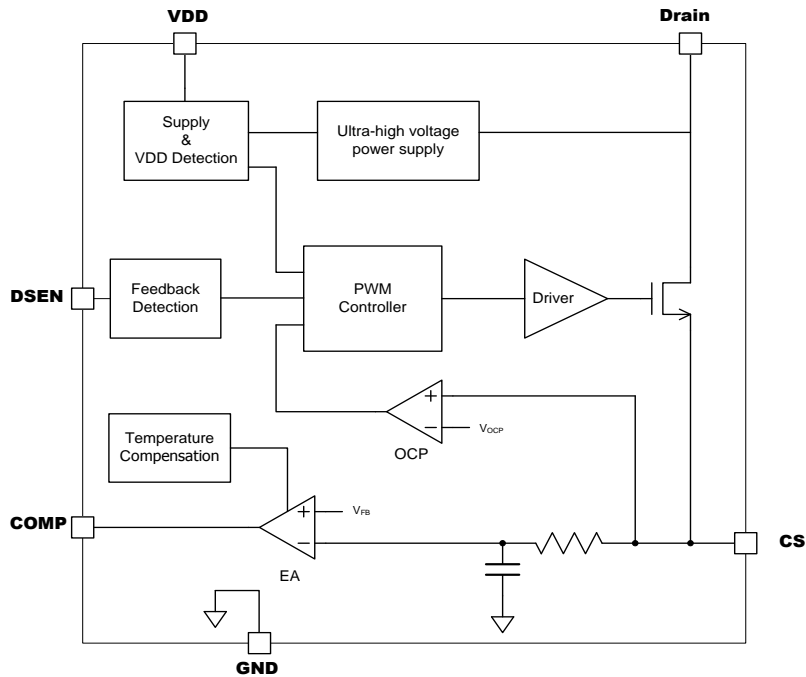 VDD
Drain
Supply
&
VDD Detection
Ultra-high voltage
power supply
DSEN
Feedback
Detection
PWM
Controller
Driver
+
−
VOCP
OCP
Temperature
Compensation
COMP
+
−
VFB
EA
CS
GND